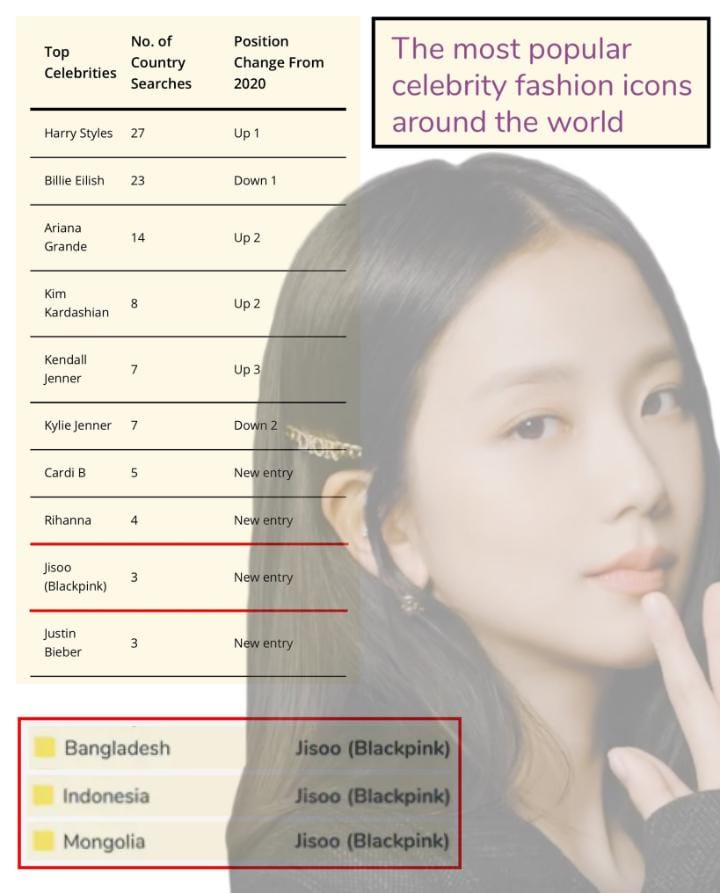 The most popular
celebrity fashion icons
around the world
Top Celebrities No. of Country Searches Position Change From 2020
Harry Styles 27 Up 1
Billie Eilish 23 Down 1
Ariana Grande 14 Up 2
Kim Kardashian 8 Up 2
Kendall Jenner 7 Up 3
Kylie Jenner 7 Down 2
Cardi B 5 New entry
Rihanna 4 New entry
Jisoo (Blackpink) 3 New entry
Justin Bieber 3 New entry
DIOR
Bangladesh Jisoo (Blackpink)
Indonesia Jisoo (Blackpink)
Mongolia Jisoo (Blackpink)